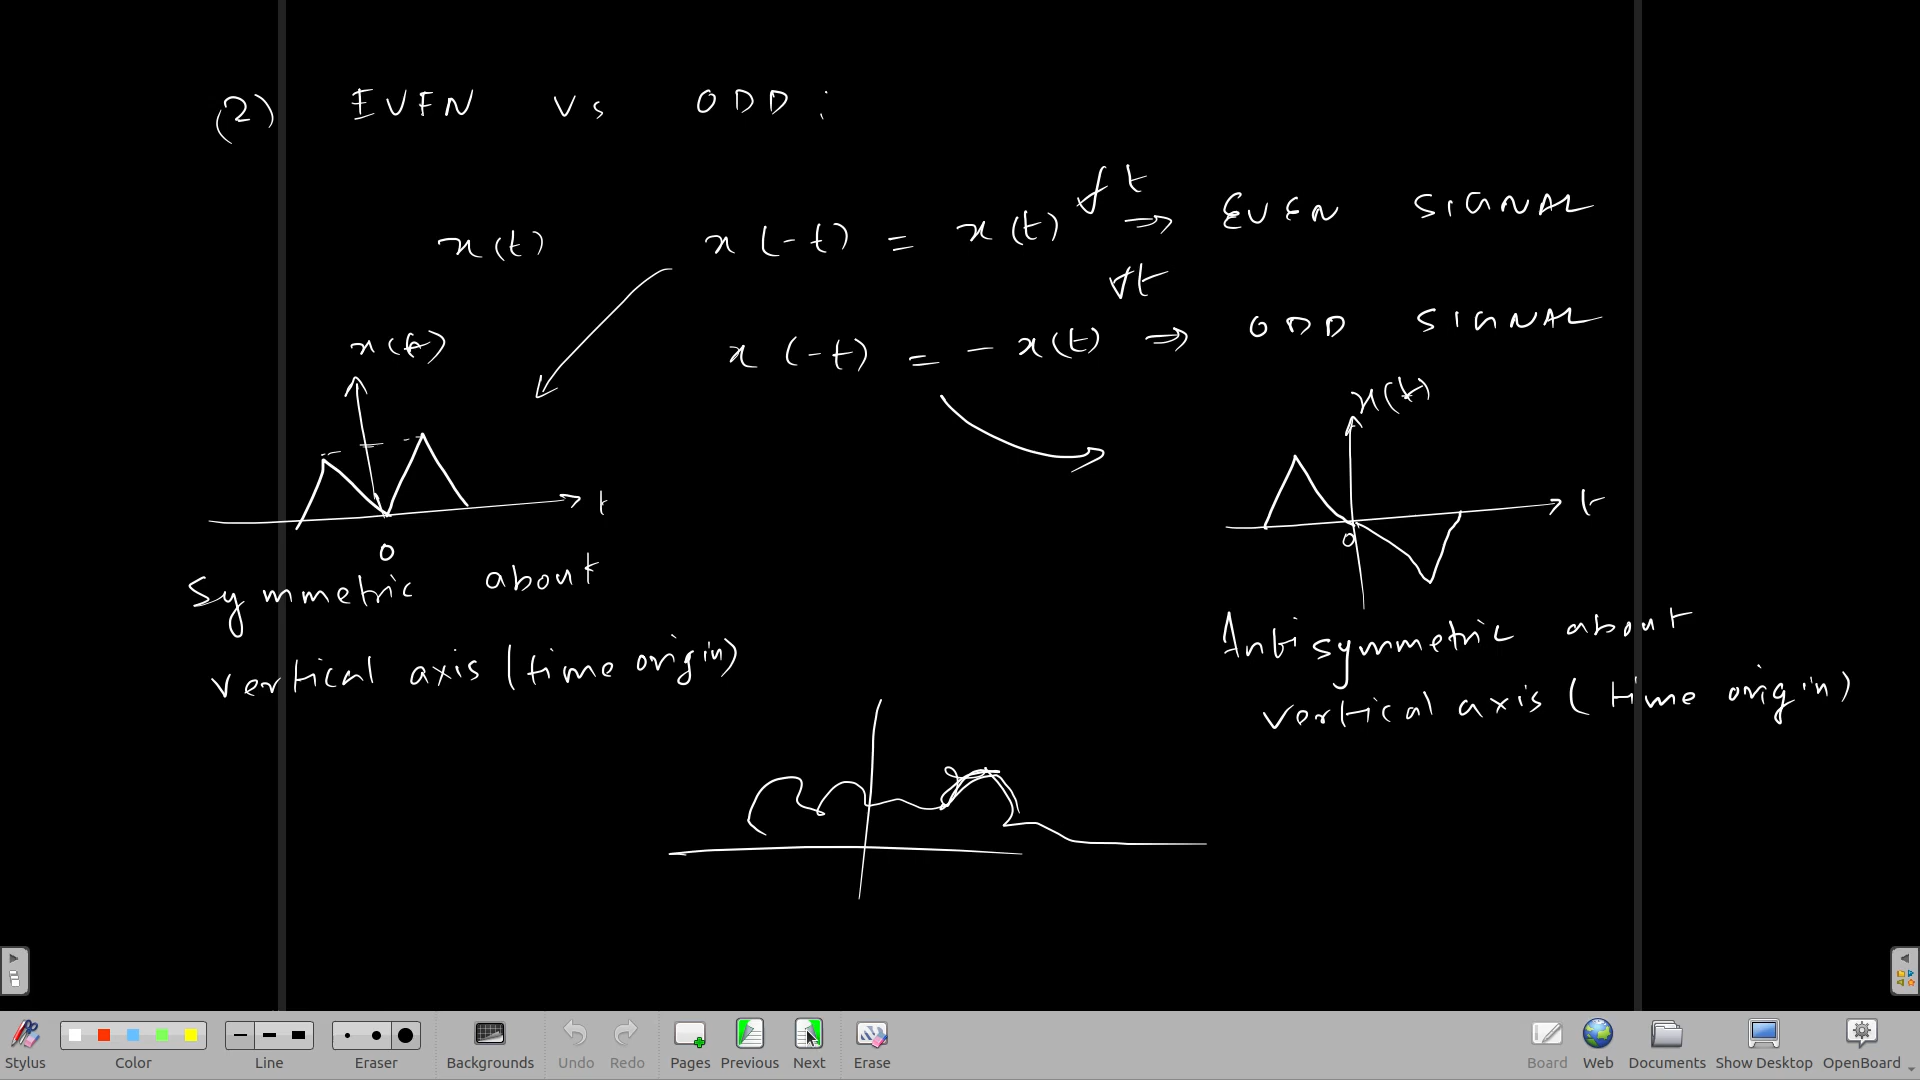 (2) EVEN Vs ODD :
x(t) x(-t) = x(t) ∀t ⇒ EVEN SIGNAL
x(-t) = - x(t) ∀t ⇒ ODD SIGNAL
x(t)
x(t)
t
t
0
0
Symmetric about
vertical axis (time origin)
Antisymmetric about
vertical axis (time origin)
Stylus Color Line Eraser Backgrounds Undo Redo Pages Previous Next Erase Board Web Documents Show Desktop OpenBoard